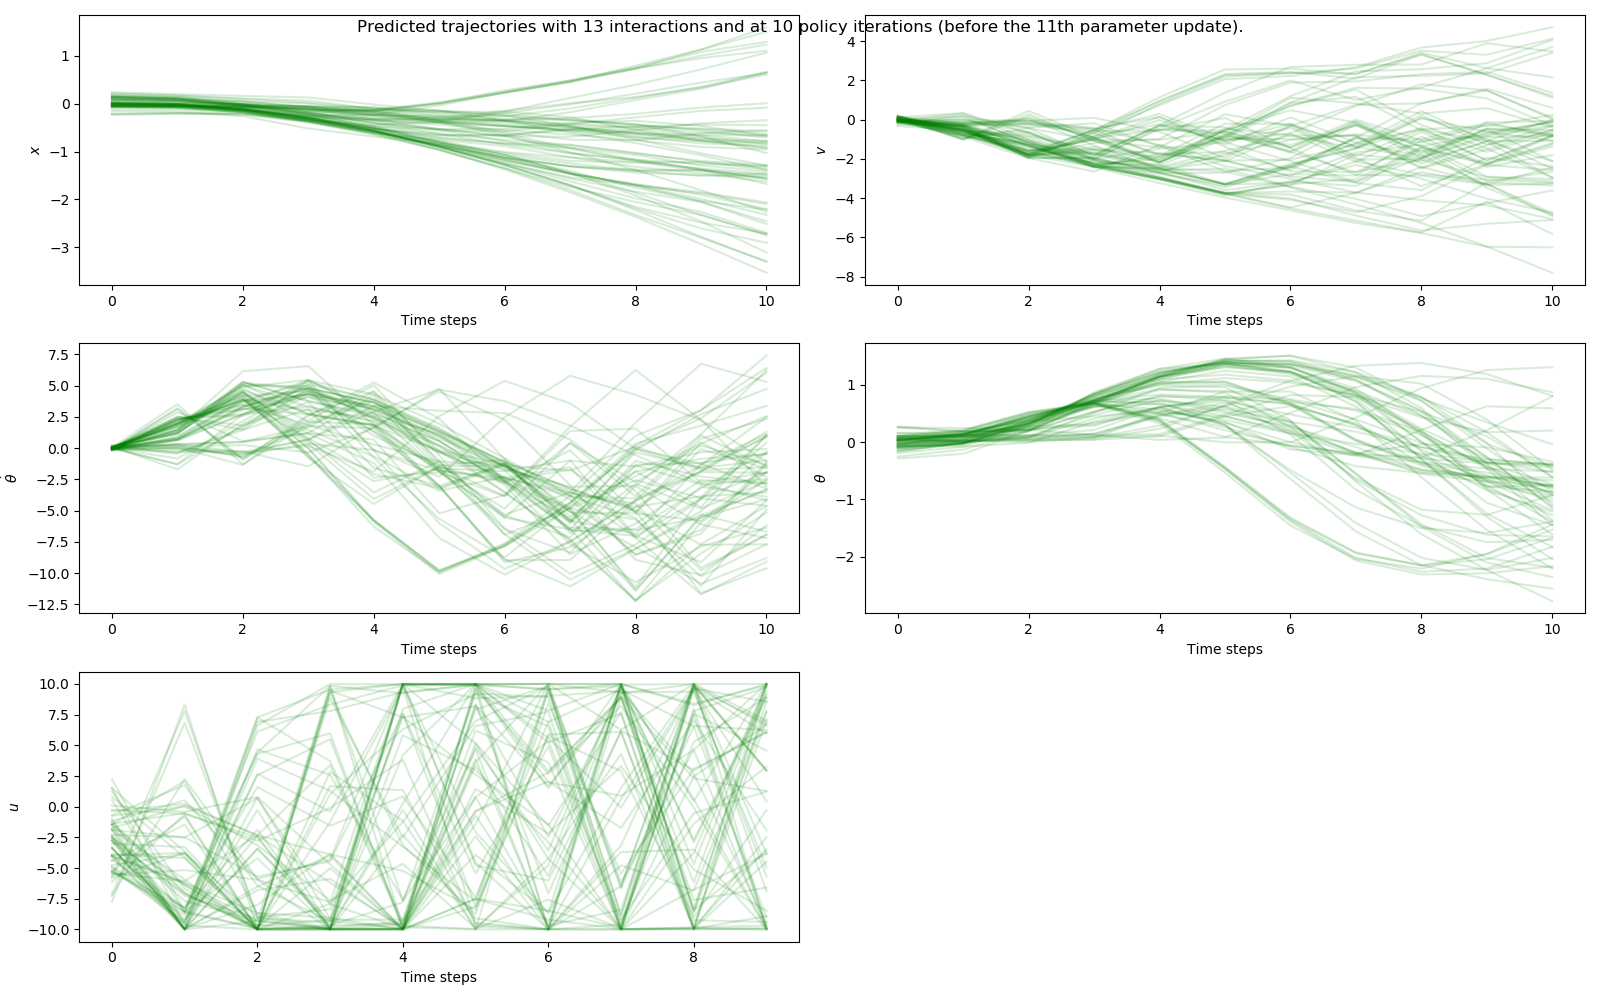 Predicted trajectories with 13 interactions and at 10 policy iterations (before the 11th parameter update).
1
0
−1
−2
−3
x
0 2 4 6 8 10
Time steps
4
2
0
−2
−4
−6
−8
v
0 2 4 6 8 10
Time steps
7.5
5.0
2.5
0.0
−2.5
−5.0
−7.5
−10.0
−12.5
θ̇
0 2 4 6 8 10
Time steps
1
0
−1
−2
θ
0 2 4 6 8 10
Time steps
10.0
7.5
5.0
2.5
0.0
−2.5
−5.0
−7.5
−10.0
u
0 2 4 6 8
Time steps